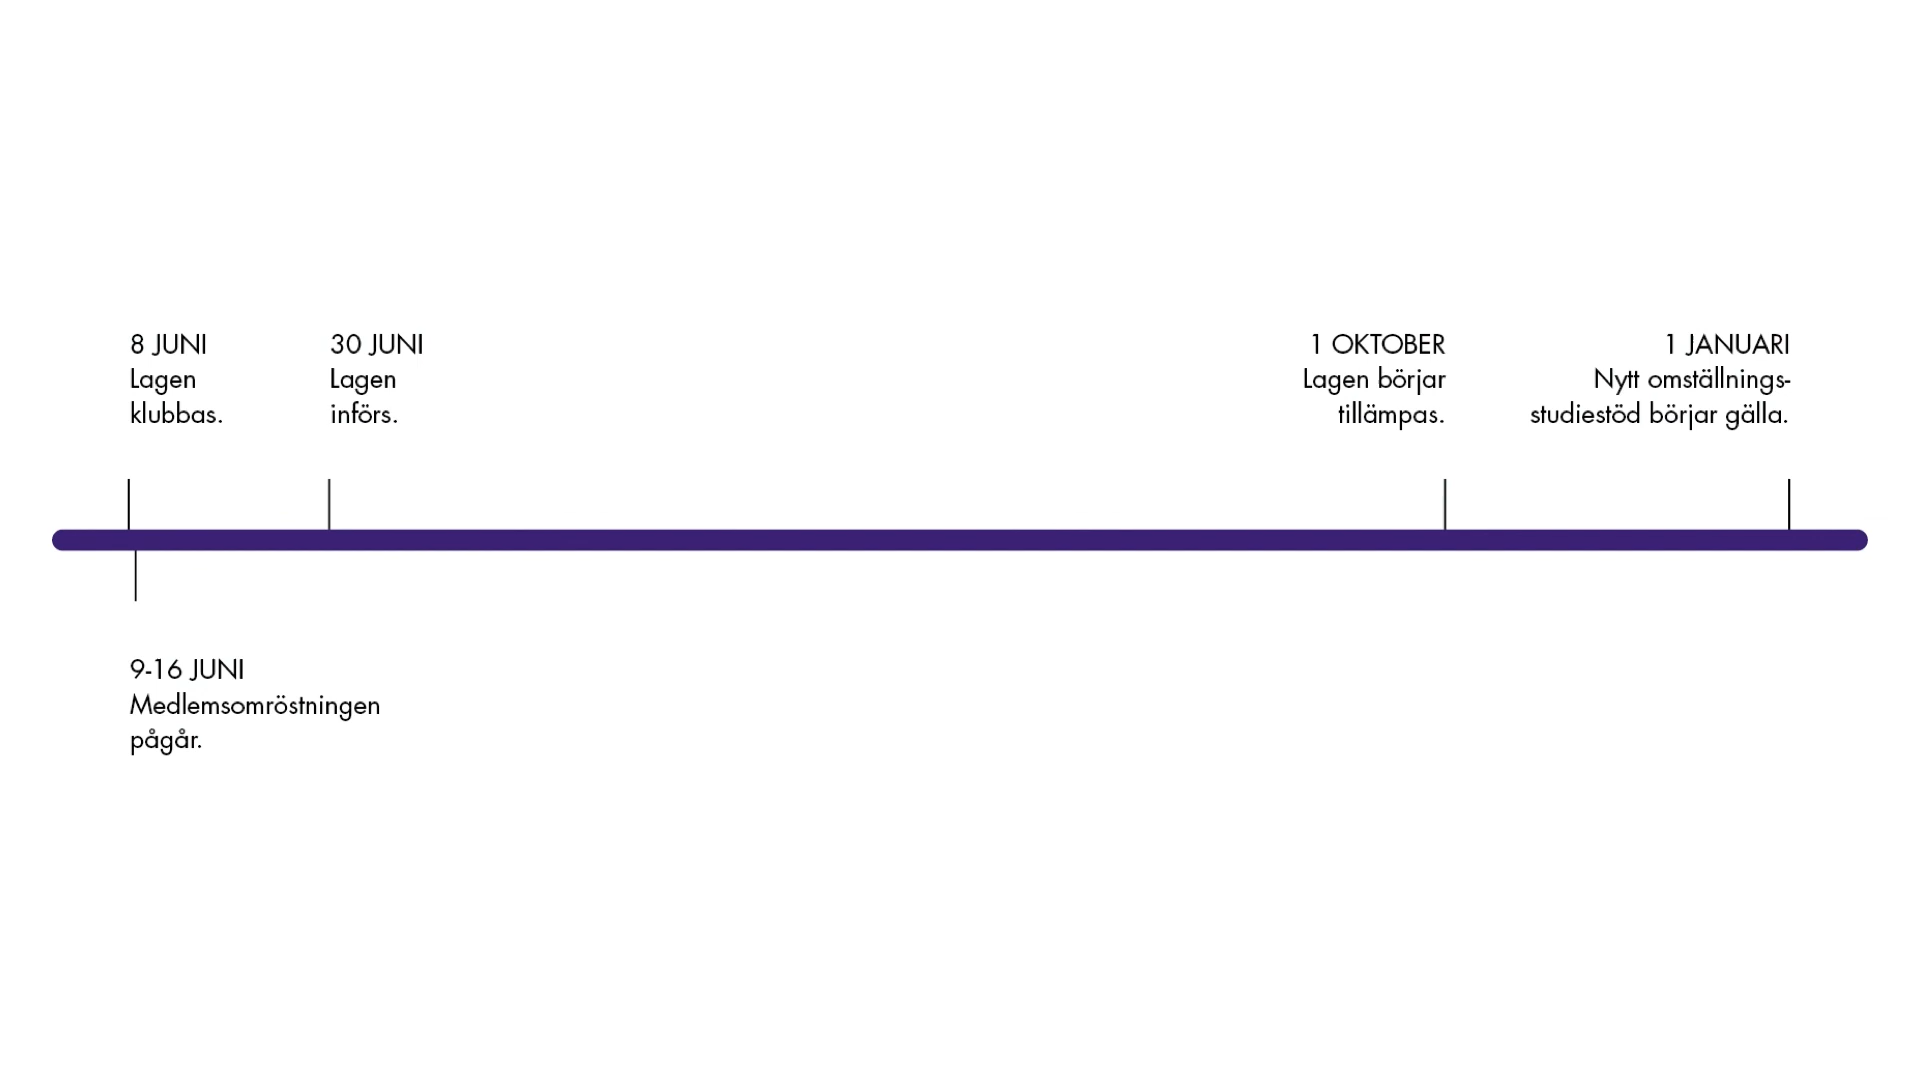 8 JUNI
Lagen
klubbas.
30 JUNI
Lagen
införs.
1 OKTOBER
Lagen börjar
tillämpas.
1 JANUARI
Nytt omställnings-
studiestöd börjar gälla.
9-16 JUNI
Medlemsomröstningen
pågår.